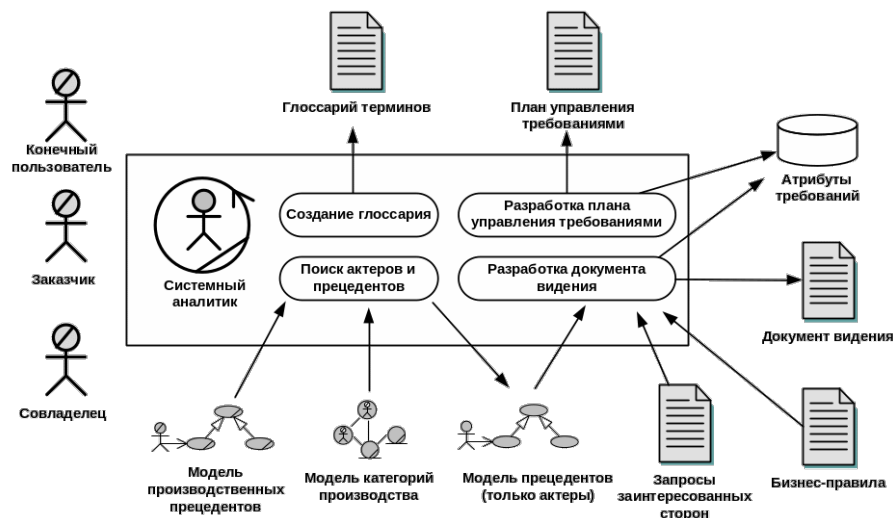 Глоссарий терминов
План управления
требованиями
Конечный
пользователь
Атрибуты
требований
Создание глоссария
Разработка плана
управления требованиями
Заказчик
Системный
аналитик
Поиск актеров и
прецедентов
Разработка документа
видения
Документ видения
Совладелец
Модель
производственных
прецедентов
Модель категорий
производства
Модель прецедентов
(только актеры)
Запросы
заинтересованных
сторон
Бизнес-правила